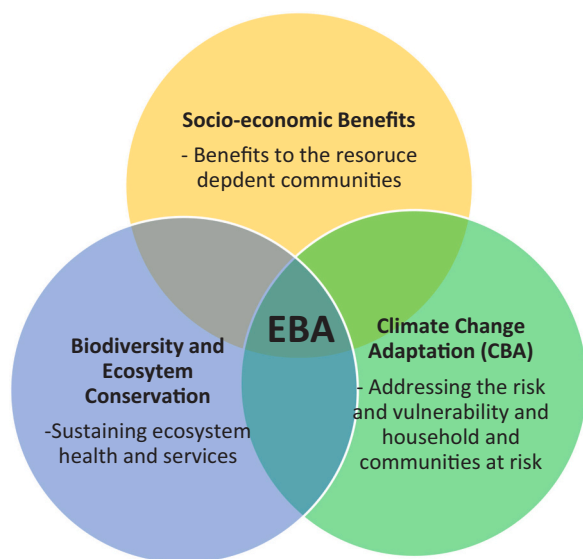 Socio-economic Benefits
- Benefits to the resoruce
depdent communities
EBA
Biodiversity and
Ecosytem
Conservation
-Sustaining ecosystem
health and services
Climate Change
Adaptation (CBA)
- Addressing the risk
and vulnerability and
household and
communities at risk